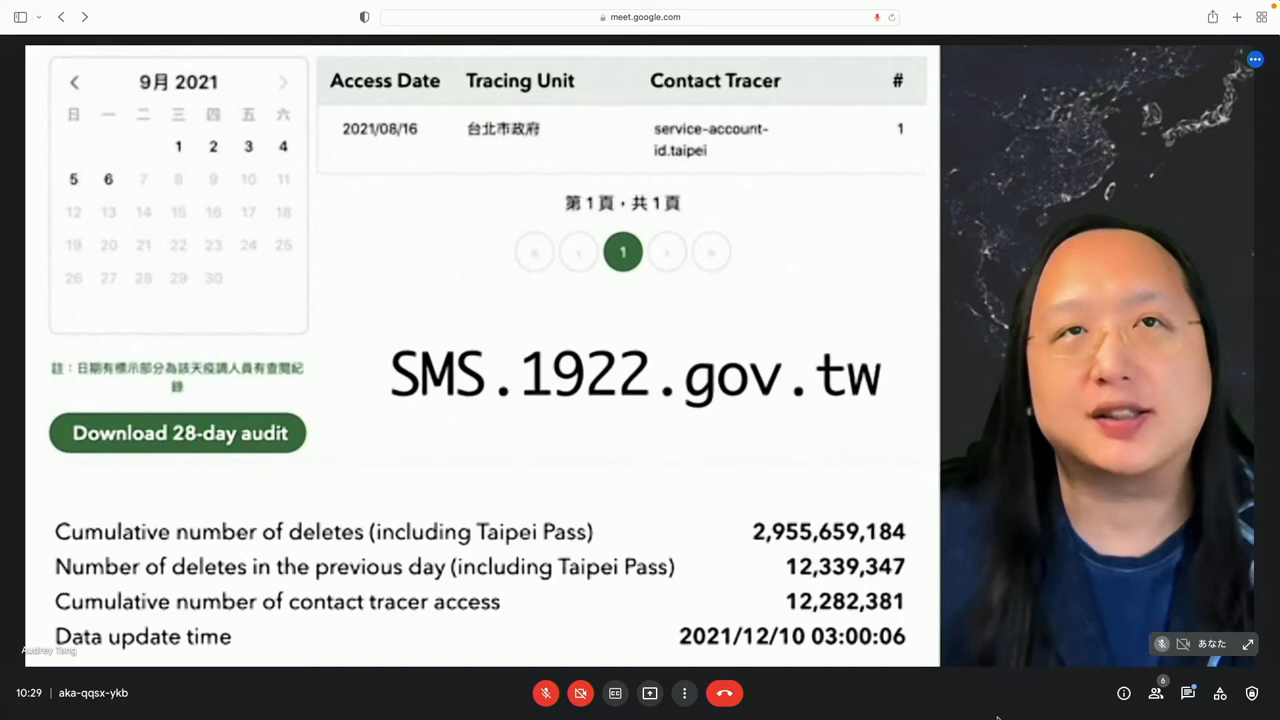 meet.google.com
9月 2021
日 一 二 三 四 五 六
1 2 3 4
5 6 7 8 9 10 11
12 13 14 15 16 17 18
19 20 21 22 23 24 25
26 27 28 29 30
註：日期有標示部分為該天疫調人員有查閱紀
錄
Download 28-day audit
Access Date Tracing Unit Contact Tracer #
2021/08/16 台北市政府 service-account-
id.taipei 1
第 1 頁，共 1 頁
« ‹ 1 › »
SMS.1922.gov.tw
Cumulative number of deletes (including Taipei Pass) 2,955,659,184
Number of deletes in the previous day (including Taipei Pass) 12,339,347
Cumulative number of contact tracer access 12,282,381
Data update time 2021/12/10 03:00:06
Audrey Tang
あなた
10:29 aka-qqsx-ykb
6